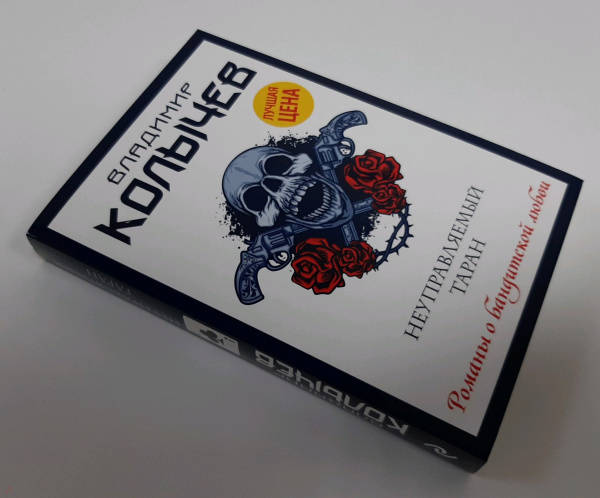 ВЛАДИМИР
КОЛЫЧЕВ
ЛУЧШАЯ
ЦЕНА
НЕУПРАВЛЯЕМЫЙ
ТАРАН
Романы о бандитской любви
КОЛЫЧЕВ